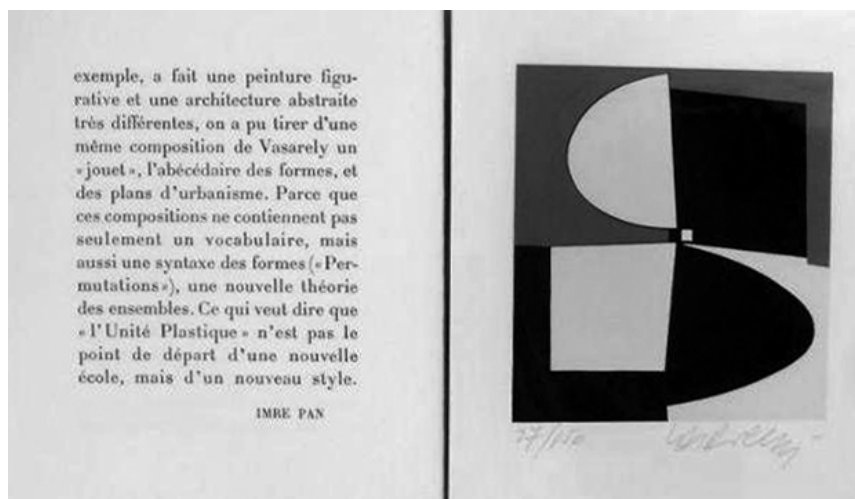 exemple, a fait une peinture figu-
rative et une architecture abstraite
très différentes, on a pu tirer d'une
même composition de Vasarely un
«jouet», l'abécédaire des formes, et
des plans d'urbanisme. Parce que
ces compositions ne contiennent pas
seulement un vocabulaire, mais
aussi une syntaxe des formes («Per-
mutations»), une nouvelle théorie
des ensembles. Ce qui veut dire que
«l'Unité Plastique» n'est pas le
point de départ d'une nouvelle
école, mais d'un nouveau style.
IMRE PAN